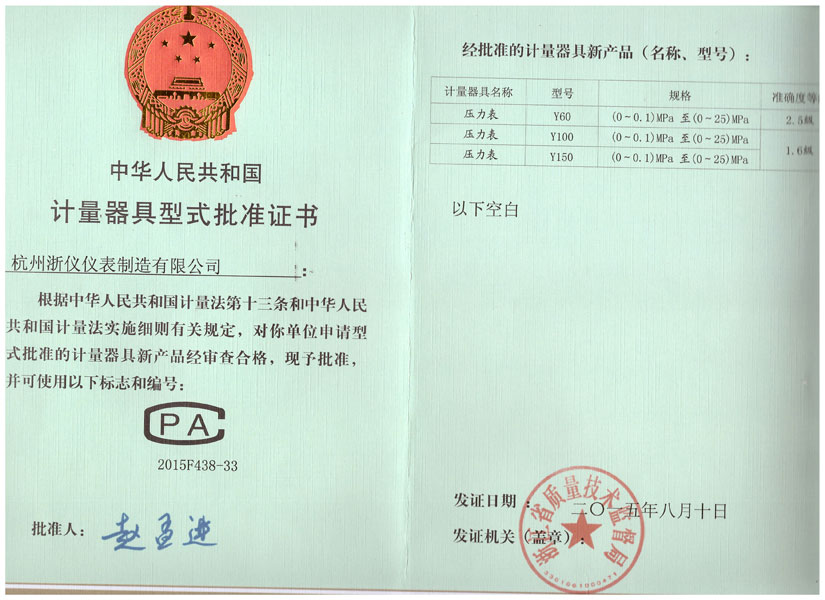 中华人民共和国
计量器具型式批准证书
杭州浙仪仪表制造有限公司:
根据中华人民共和国计量法第十三条和中华人民
共和国计量法实施细则有关规定，对你单位申请型
式批准的计量器具新产品经审查合格，现予批准，
并可使用以下标志和编号:
CPA
2015F438-33
批准人:
经批准的计量器具新产品（名称、型号）:
计量器具名称 型号 规格 准确度等
压力表 Y60 (0~0.1)MPa 至(0~25)MPa 2.5级
压力表 Y100 (0~0.1)MPa 至(0~25)MPa
1.6级
压力表 Y150 (0~0.1)MPa 至(0~25)MPa
以下空白
发证日期: 二〇一五年八月十日
发证机关（盖章）:
浙江省质量技术监督局